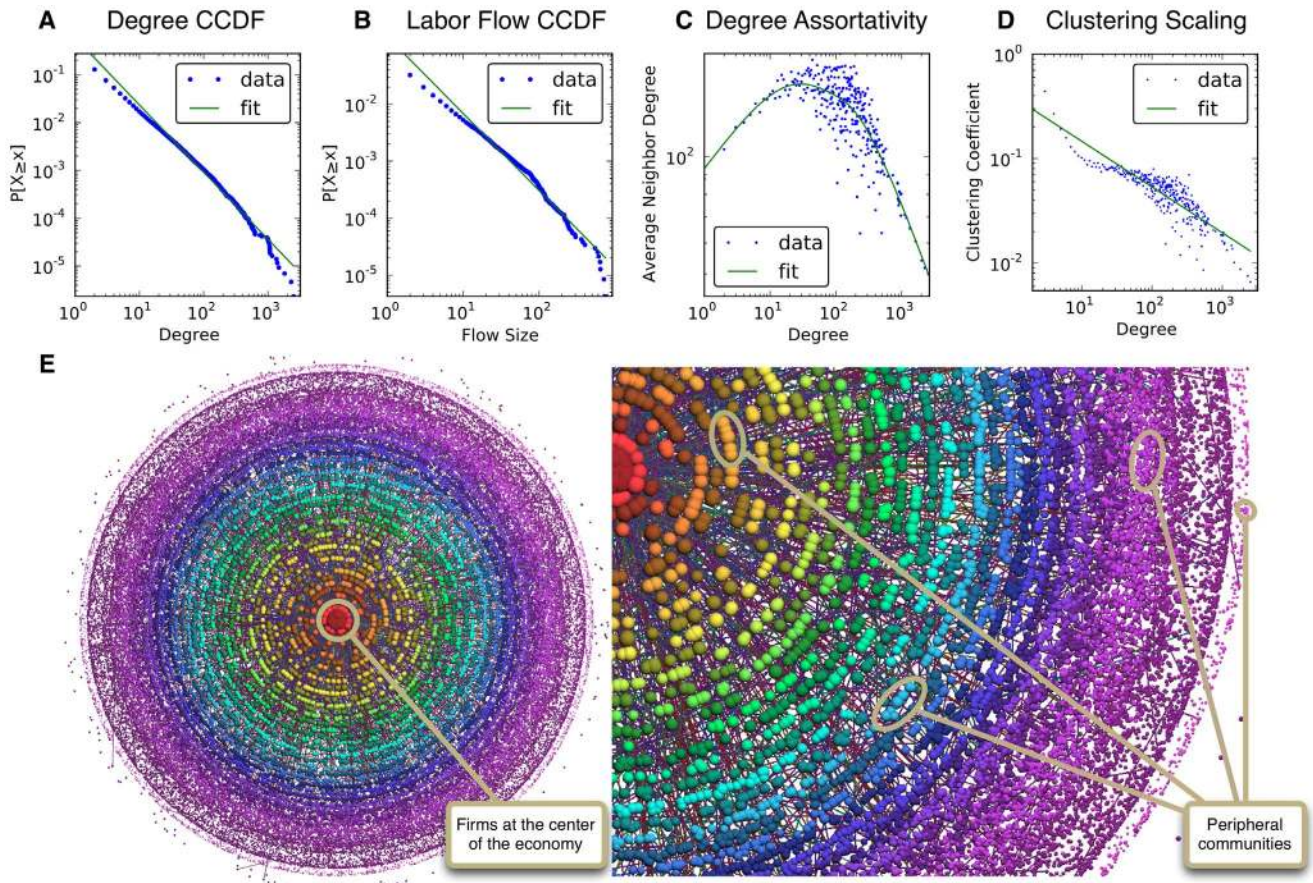 A Degree CCDF
10⁻¹
10⁻²
10⁻³
10⁻⁴
10⁻⁵
P[X≥x]
data
fit
10⁰ 10¹ 10² 10³
Degree
B Labor Flow CCDF
10⁻²
10⁻³
10⁻⁴
10⁻⁵
P[X≥x]
data
fit
10⁰ 10¹ 10²
Flow Size
C Degree Assortativity
10²
Average Neighbor Degree
data
fit
10⁰ 10¹ 10² 10³
Degree
D Clustering Scaling
10⁰
10⁻¹
10⁻²
Clustering Coefficient
data
fit
10¹ 10² 10³
Degree
E
Firms at the center
of the economy
Peripheral
communities